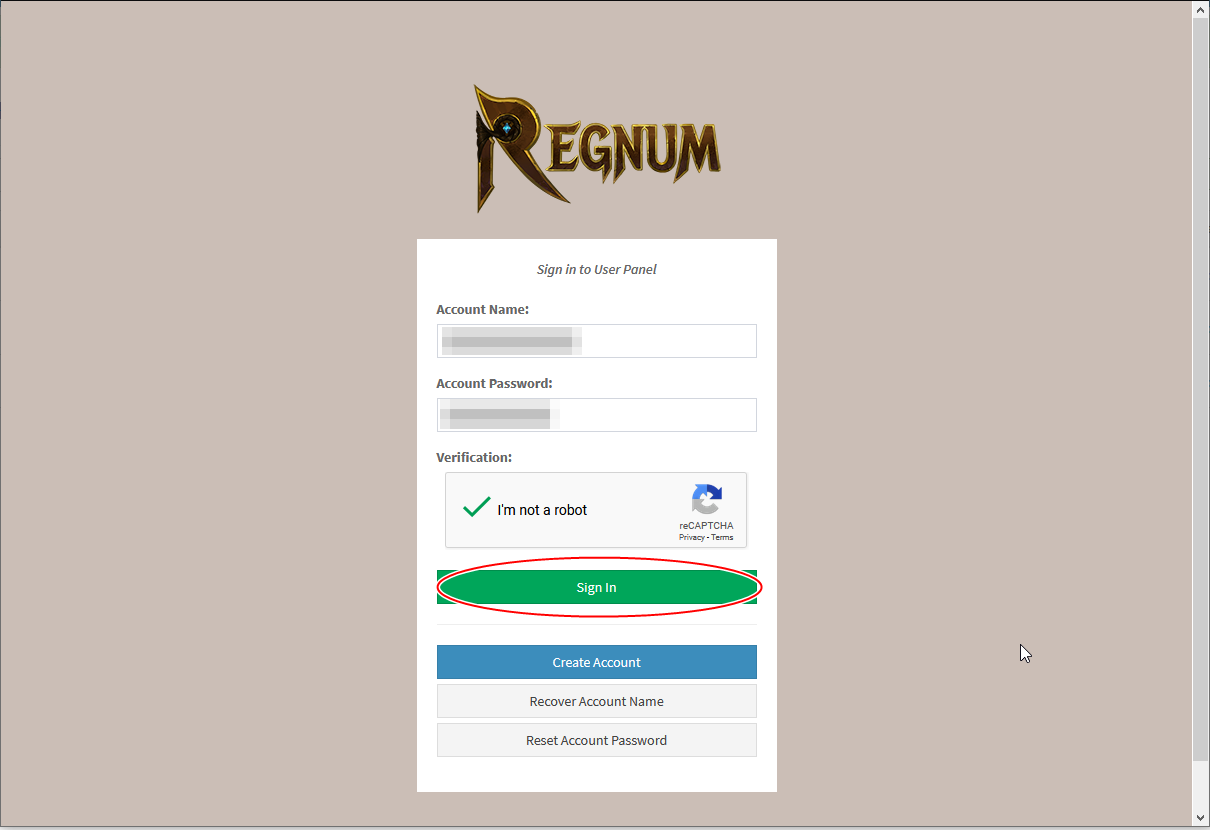 REGNUM
Sign in to User Panel
Account Name:
Account Password:
Verification:
I'm not a robot
reCAPTCHA
Privacy - Terms
Sign In
Create Account
Recover Account Name
Reset Account Password